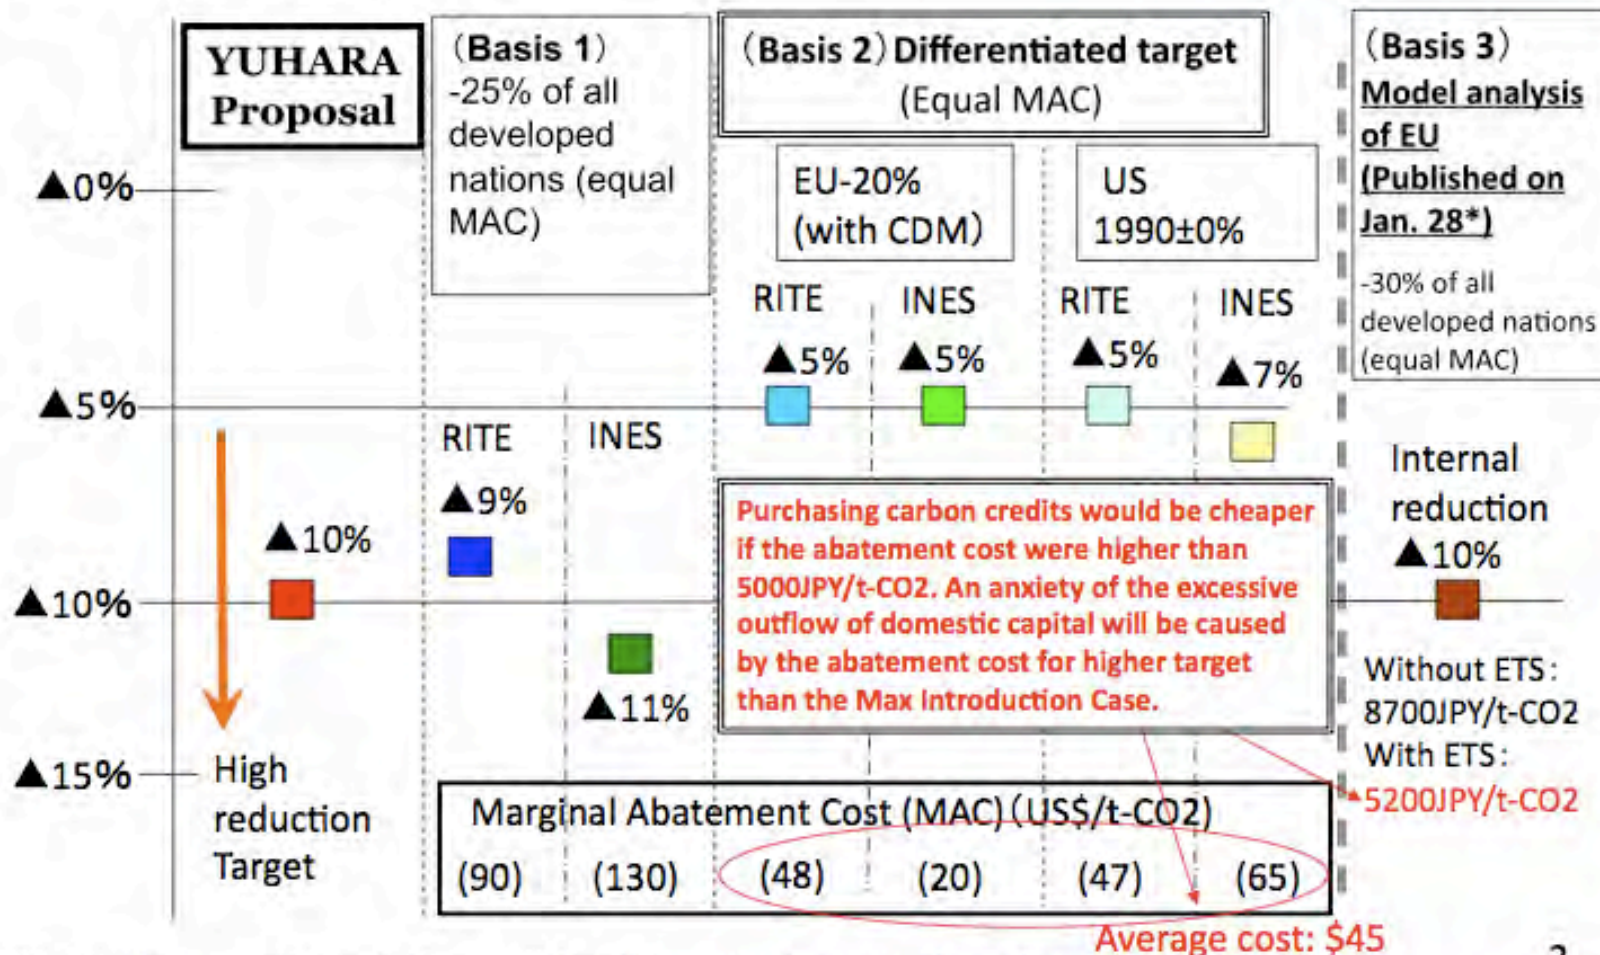 YUHARA
Proposal
（Basis 1）
-25% of all
developed
nations (equal
MAC)
（Basis 2）Differentiated target
(Equal MAC)
EU-20%
(with CDM）
US
1990±0%
（Basis 3）
Model analysis
of EU
(Published on
Jan. 28*)
-30% of all
developed nations
(equal MAC)
▲0%
▲5%
▲10%
▲15%
High
reduction
Target
▲10%
RITE
▲9%
INES
▲11%
RITE
▲5%
INES
▲5%
RITE
▲5%
INES
▲7%
Purchasing carbon credits would be cheaper
if the abatement cost were higher than
5000JPY/t-CO2. An anxiety of the excessive
outflow of domestic capital will be caused
by the abatement cost for higher target
than the Max Introduction Case.
Internal
reduction
▲10%
Without ETS：
8700JPY/t-CO2
With ETS：
5200JPY/t-CO2
Marginal Abatement Cost (MAC)（US$/t-CO2）
(90) (130) (48) (20) (47) (65)
Average cost: $45